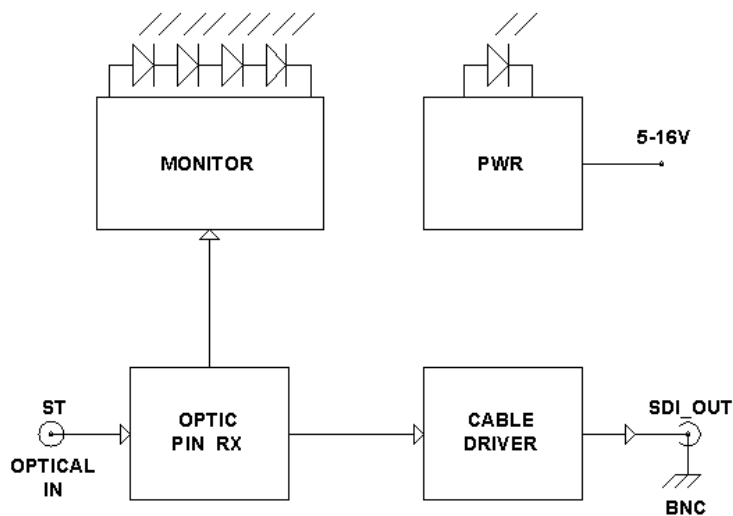 MONITOR
PWR
5-16V
ST
OPTICAL
IN
OPTIC
PIN RX
CABLE
DRIVER
SDI_OUT
BNC